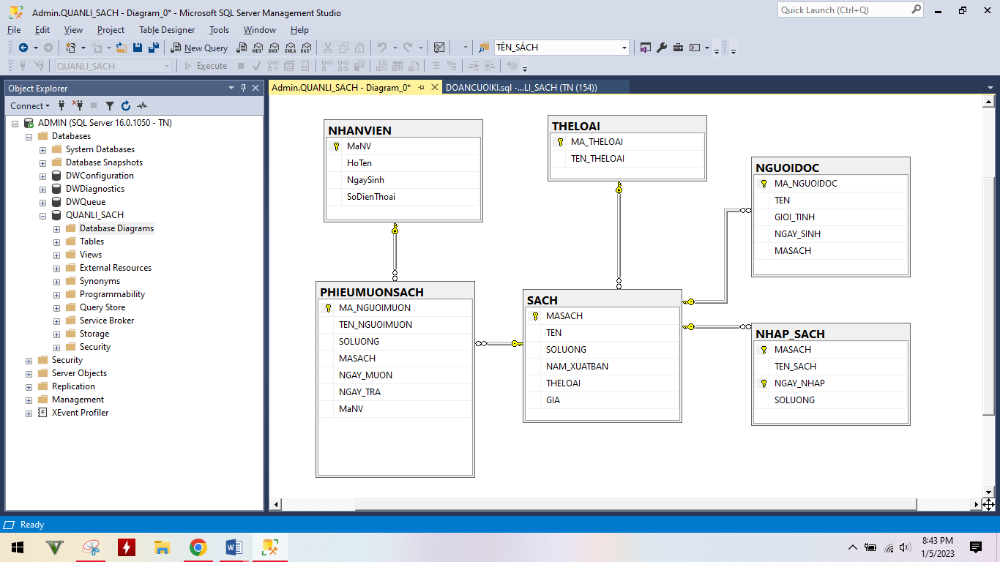 Admin.QUANLI_SACH - Diagram_0* - Microsoft SQL Server Management Studio
Quick Launch (Ctrl+Q)
File Edit View Project Table Designer Tools Window Help
New Query
MDX DMX XMLA DAX
TÊN_SÁCH
QUANLI_SACH
Execute
Object Explorer
Connect
ADMIN (SQL Server 16.0.1050 - TN)
Databases
System Databases
Database Snapshots
DWConfiguration
DWDiagnostics
DWQueue
QUANLI_SACH
Database Diagrams
Tables
Views
External Resources
Synonyms
Programmability
Query Store
Service Broker
Storage
Security
Security
Server Objects
Replication
Management
XEvent Profiler
Admin.QUANLI_SACH - Diagram_0*
DOANCUOIKI.sql -...LI_SACH (TN (154))
NHANVIEN
MaNV
HoTen
NgaySinh
SoDienThoai
THELOAI
MA_THELOAI
TEN_THELOAI
NGUOIDOC
MA_NGUOIDOC
TEN
GIOI_TINH
NGAY_SINH
MASACH
PHIEUMUONSACH
MA_NGUOIMUON
TEN_NGUOIMUON
SOLUONG
MASACH
NGAY_MUON
NGAY_TRA
MaNV
SACH
MASACH
TEN
SOLUONG
NAM_XUATBAN
THELOAI
GIA
NHAP_SACH
MASACH
TEN_SACH
NGAY_NHAP
SOLUONG
Ready
8:43 PM
1/5/2023